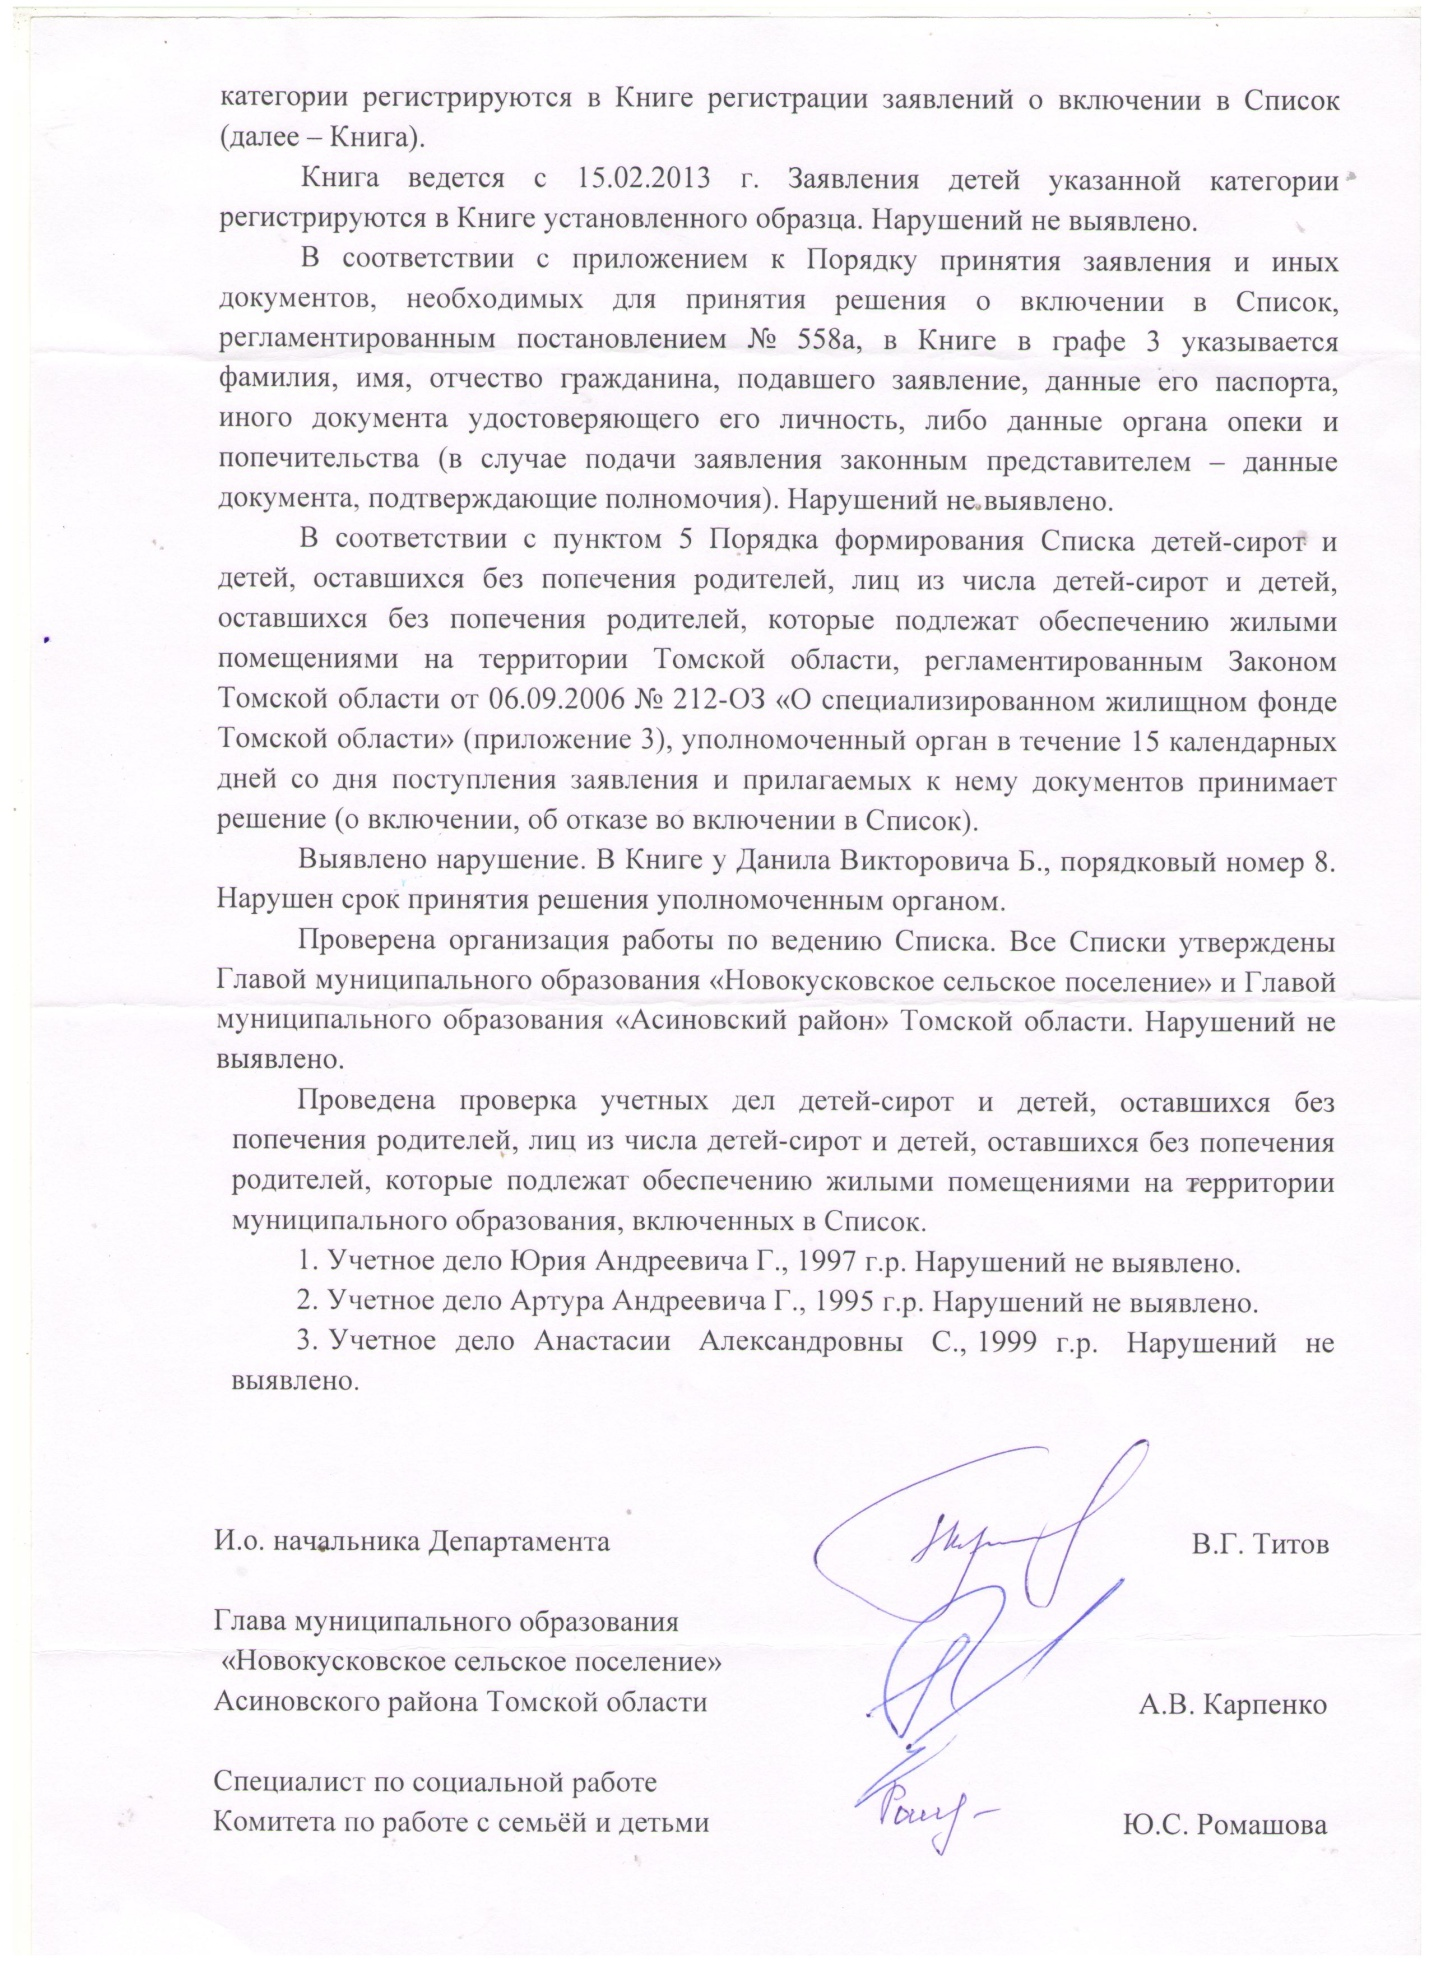 категории регистрируются в Книге регистрации заявлений о включении в Список
(далее – Книга).
Книга ведется с 15.02.2013 г. Заявления детей указанной категории
регистрируются в Книге установленного образца. Нарушений не выявлено.
В соответствии с приложением к Порядку принятия заявления и иных
документов, необходимых для принятия решения о включении в Список,
регламентированным постановлением № 558а, в Книге в графе 3 указывается
фамилия, имя, отчество гражданина, подавшего заявление, данные его паспорта,
иного документа удостоверяющего его личность, либо данные органа опеки и
попечительства (в случае подачи заявления законным представителем – данные
документа, подтверждающие полномочия). Нарушений не выявлено.
В соответствии с пунктом 5 Порядка формирования Списка детей-сирот и
детей, оставшихся без попечения родителей, лиц из числа детей-сирот и детей,
оставшихся без попечения родителей, которые подлежат обеспечению жилыми
помещениями на территории Томской области, регламентированным Законом
Томской области от 06.09.2006 № 212-ОЗ «О специализированном жилищном фонде
Томской области» (приложение 3), уполномоченный орган в течение 15 календарных
дней со дня поступления заявления и прилагаемых к нему документов принимает
решение (о включении, об отказе во включении в Список).
Выявлено нарушение. В Книге у Данила Викторовича Б., порядковый номер 8.
Нарушен срок принятия решения уполномоченным органом.
Проверена организация работы по ведению Списка. Все Списки утверждены
Главой муниципального образования «Новокусковское сельское поселение» и Главой
муниципального образования «Асиновский район» Томской области. Нарушений не
выявлено.
Проведена проверка учетных дел детей-сирот и детей, оставшихся без
попечения родителей, лиц из числа детей-сирот и детей, оставшихся без попечения
родителей, которые подлежат обеспечению жилыми помещениями на территории
муниципального образования, включенных в Список.
1. Учетное дело Юрия Андреевича Г., 1997 г.р. Нарушений не выявлено.
2. Учетное дело Артура Андреевича Г., 1995 г.р. Нарушений не выявлено.
3. Учетное дело Анастасии Александровны С., 1999 г.р. Нарушений не
выявлено.
И.о. начальника Департамента В.Г. Титов
Глава муниципального образования
«Новокусковское сельское поселение»
Асиновского района Томской области А.В. Карпенко
Специалист по социальной работе
Комитета по работе с семьёй и детьми Ю.С. Ромашова